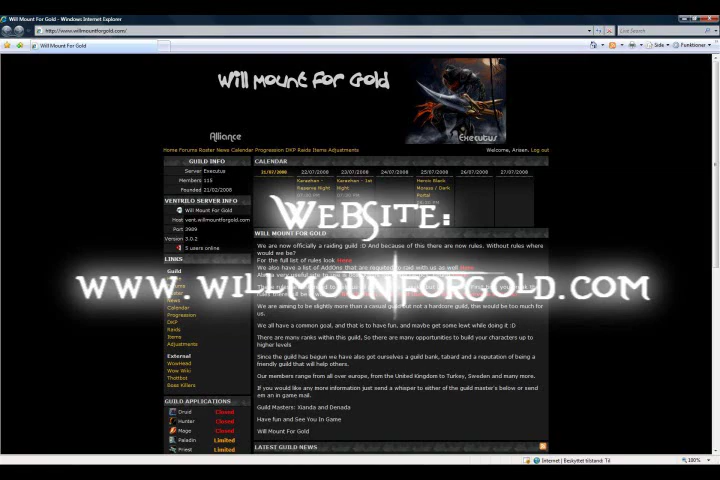 Will Mount For Gold - Windows Internet Explorer
http://www.willmountforgold.com/
Live Search
Will Mount For Gold
Side
Funktioner
Will Mount For Gold
Alliance
Executus
Home Forums Roster News Calendar Progression DKP Raids Items Adjustments
Welcome, Arisen. Log out
GUILD INFO
Server Executus
Members 115
Founded 21/02/2008
VENTRILO SERVER INFO
Will Mount For Gold
Host vent.willmountforgold.com
Port 3989
Version 3.0.2
5 users online
LINKS
Guild
Forums
Roster
News
Calendar
Progression
DKP
Raids
Items
Adjustments
External
WowHead
Wow Wiki
Thottbot
Boss Killers
GUILD APPLICATIONS
Druid Closed
Hunter Closed
Mage Closed
Paladin Limited
Priest Limited
CALENDAR
21/07/2008 22/07/2008 23/07/2008 24/07/2008 25/07/2008 26/07/2008 27/07/2008
Karazhan - Reserve Night
Karazhan - 1st Night
Heroic Black Morass / Dark Portal
WEBSITE:
WWW.WILLMOUNTFORGOLD.COM
WILL MOUNT FOR GOLD
We are now officially a raiding guild :D And because of this there are now rules. Without rules where
would we be?
For the full list of rules look Here
We also have a list of AddOns that are required to raid with us as well Here
We are aiming to be slightly more than a casual guild but not a hardcore guild, this would be too much for
us.
We all have a common goal, and that is to have fun, and maybe get some lewt while doing it :D
There are many ranks within this guild, So there are many opportunities to build your characters up to
higher levels
Since the guild has begun we have also got ourselves a guild bank, tabard and a reputation of being a
friendly guild that will help others.
Our members range from all over europe, from the United Kingdom to Turkey, Sweden and many more.
If you would like any more information just send a whisper to either of the guild master's below or send
em an in game mail.
Guild Masters: Xianda and Denada
Have fun and See You In Game
Will Mount For Gold
LATEST GUILD NEWS
Internet | Beskyttet tilstand: Til
100%